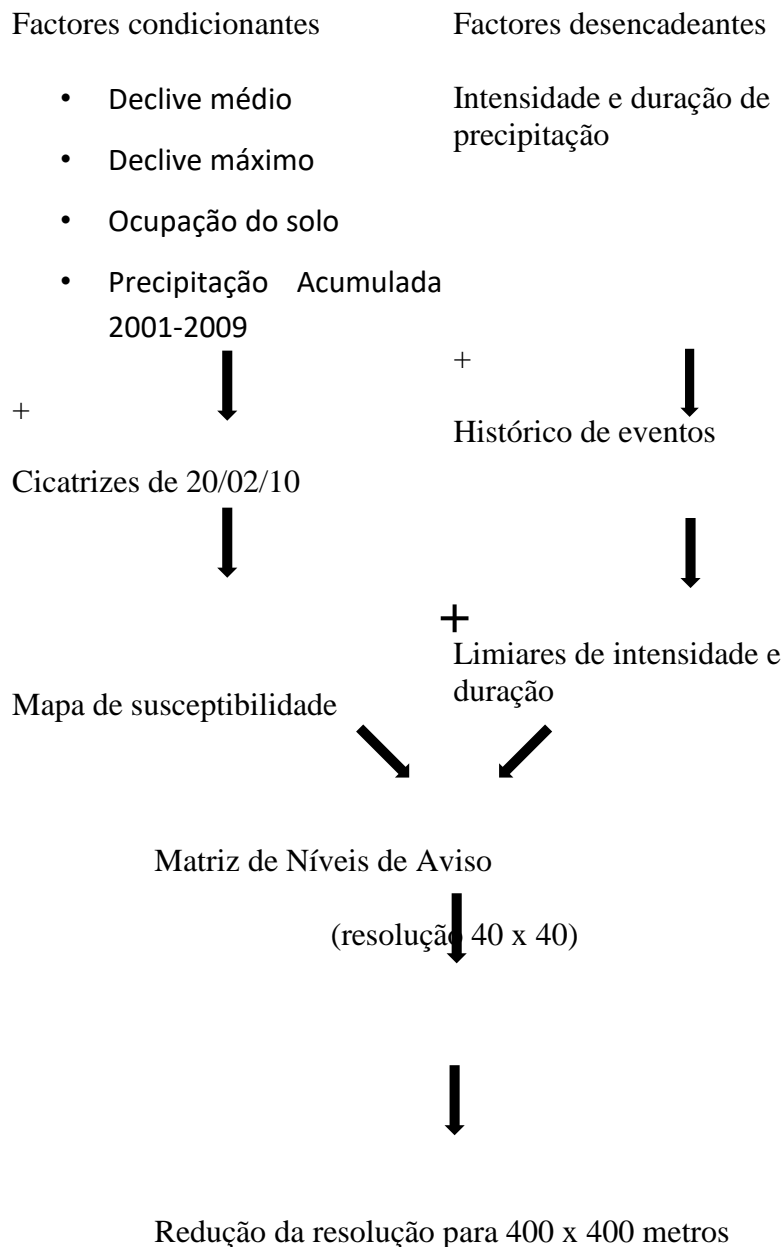 Factores condicionantes
• Declive médio
• Declive máximo
• Ocupação do solo
• Precipitação Acumulada
2001-2009
+
Cicatrizes de 20/02/10
Mapa de susceptibilidade
Factores desencadeantes
Intensidade e duração de
precipitação
+
Histórico de eventos
+
Limiares de intensidade e
duração
Matriz de Níveis de Aviso
(resolução 40 x 40)
Redução da resolução para 400 x 400 metros